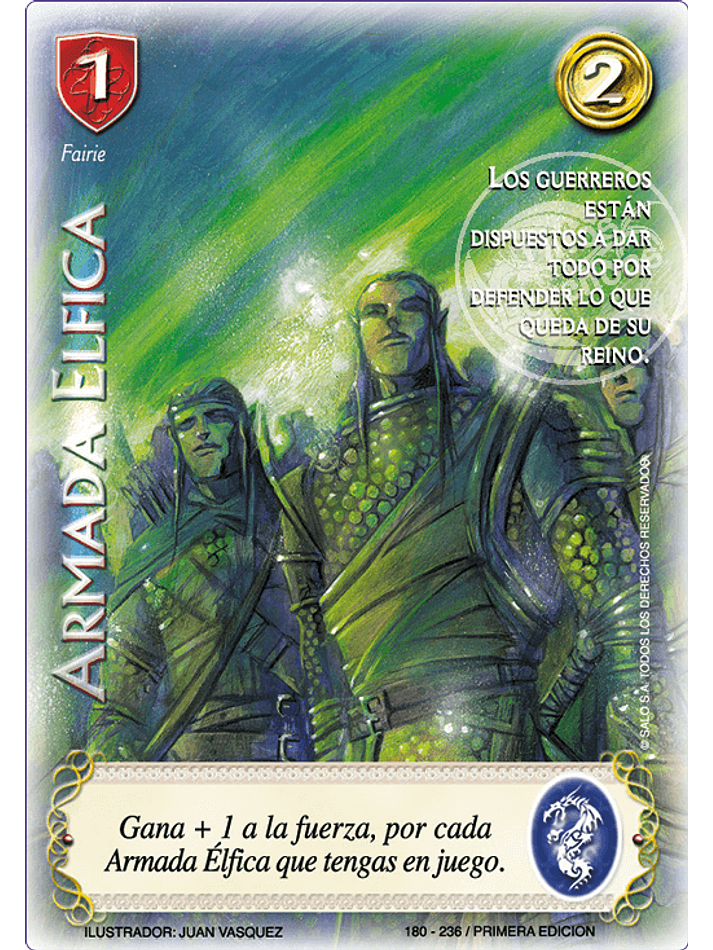 1
2
Fairie
LOS GUERREROS
ESTÁN
DISPUESTOS A DAR
TODO POR
DEFENDER LO QUE
QUEDA DE SU
REINO.
ARMADA ELFICA
© SALO S.A. TODOS LOS DERECHOS RESERVADOS
Gana + 1 a la fuerza, por cada
Armada Élfica que tengas en juego.
ILUSTRADOR: JUAN VASQUEZ
180 - 236 / PRIMERA EDICION